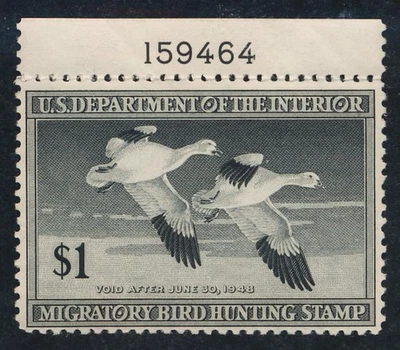 159464
U.S. DEPARTMENT OF THE INTERIOR
$1
VOID AFTER JUNE 30, 1948
MIGRATORY BIRD HUNTING STAMP